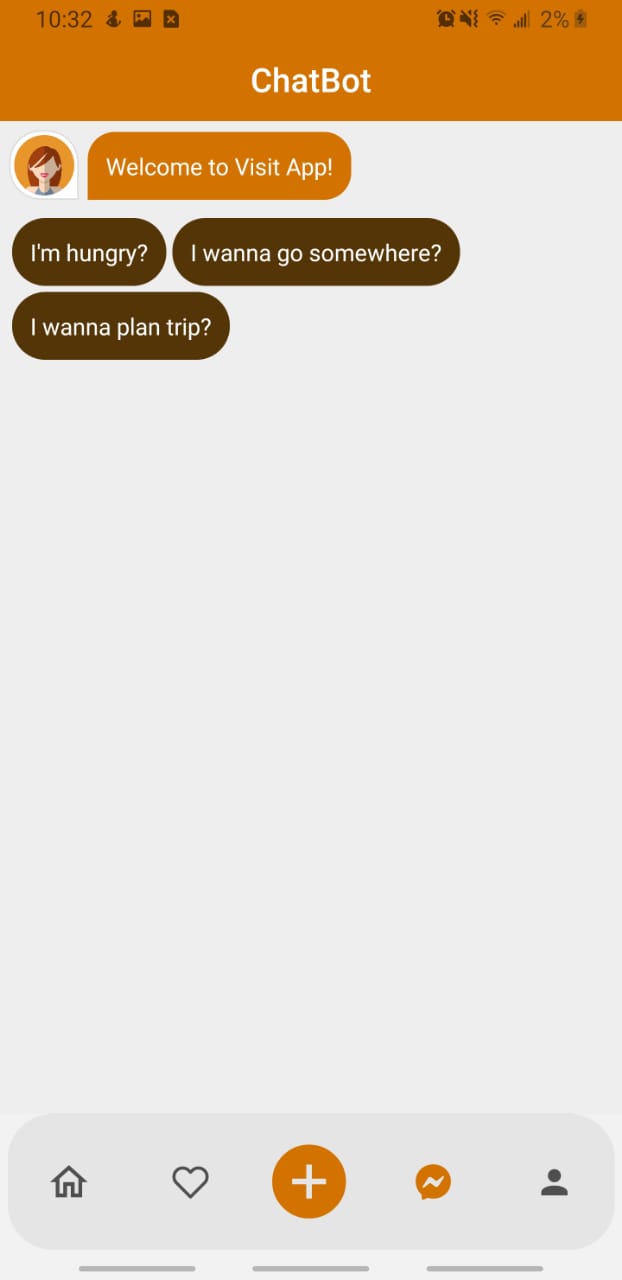 10:32 2%
ChatBot
Welcome to Visit App!
I'm hungry? I wanna go somewhere?
I wanna plan trip?